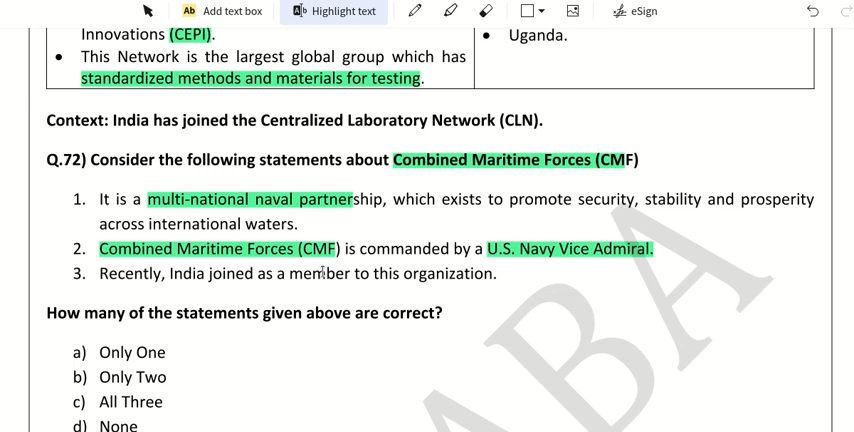 Ab Add text box
Ab Highlight text
eSign
Innovations (CEPI).
• Uganda.
• This Network is the largest global group which has
standardized methods and materials for testing.
Context: India has joined the Centralized Laboratory Network (CLN).
Q.72) Consider the following statements about Combined Maritime Forces (CMF)
1. It is a multi-national naval partnership, which exists to promote security, stability and prosperity
across international waters.
2. Combined Maritime Forces (CMF) is commanded by a U.S. Navy Vice Admiral.
3. Recently, India joined as a member to this organization.
How many of the statements given above are correct?
a) Only One
b) Only Two
c) All Three
d) None
ABA